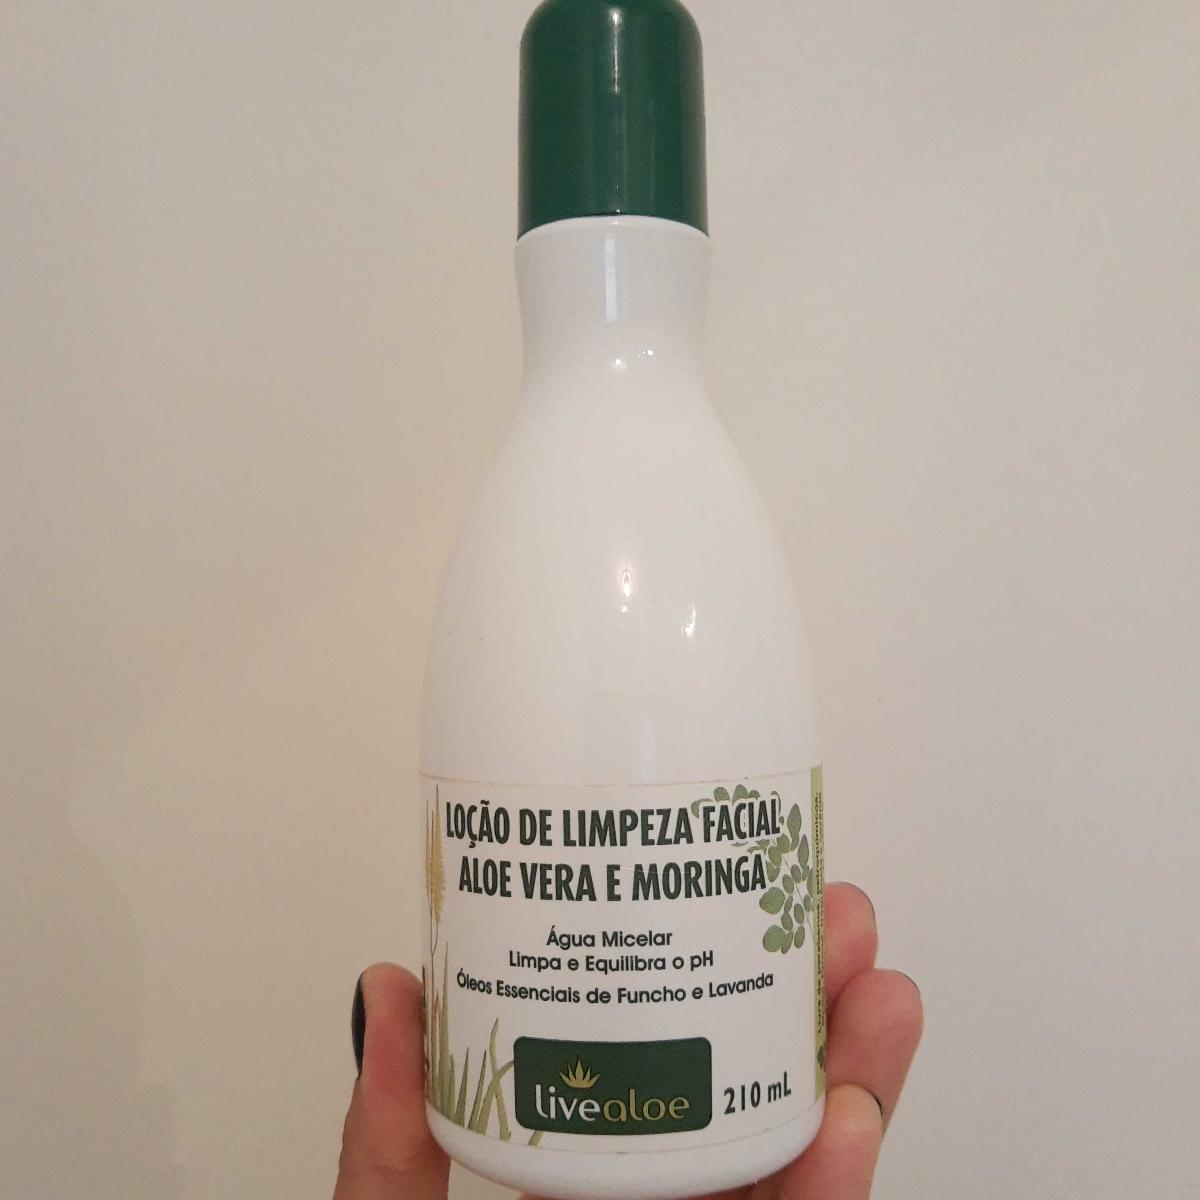 LOÇÃO DE LIMPEZA FACIAL
ALOE VERA E MORINGA
Água Micelar
Limpa e Equilibra o pH
Óleos Essenciais de Funcho e Lavanda
livealoe
210 mL